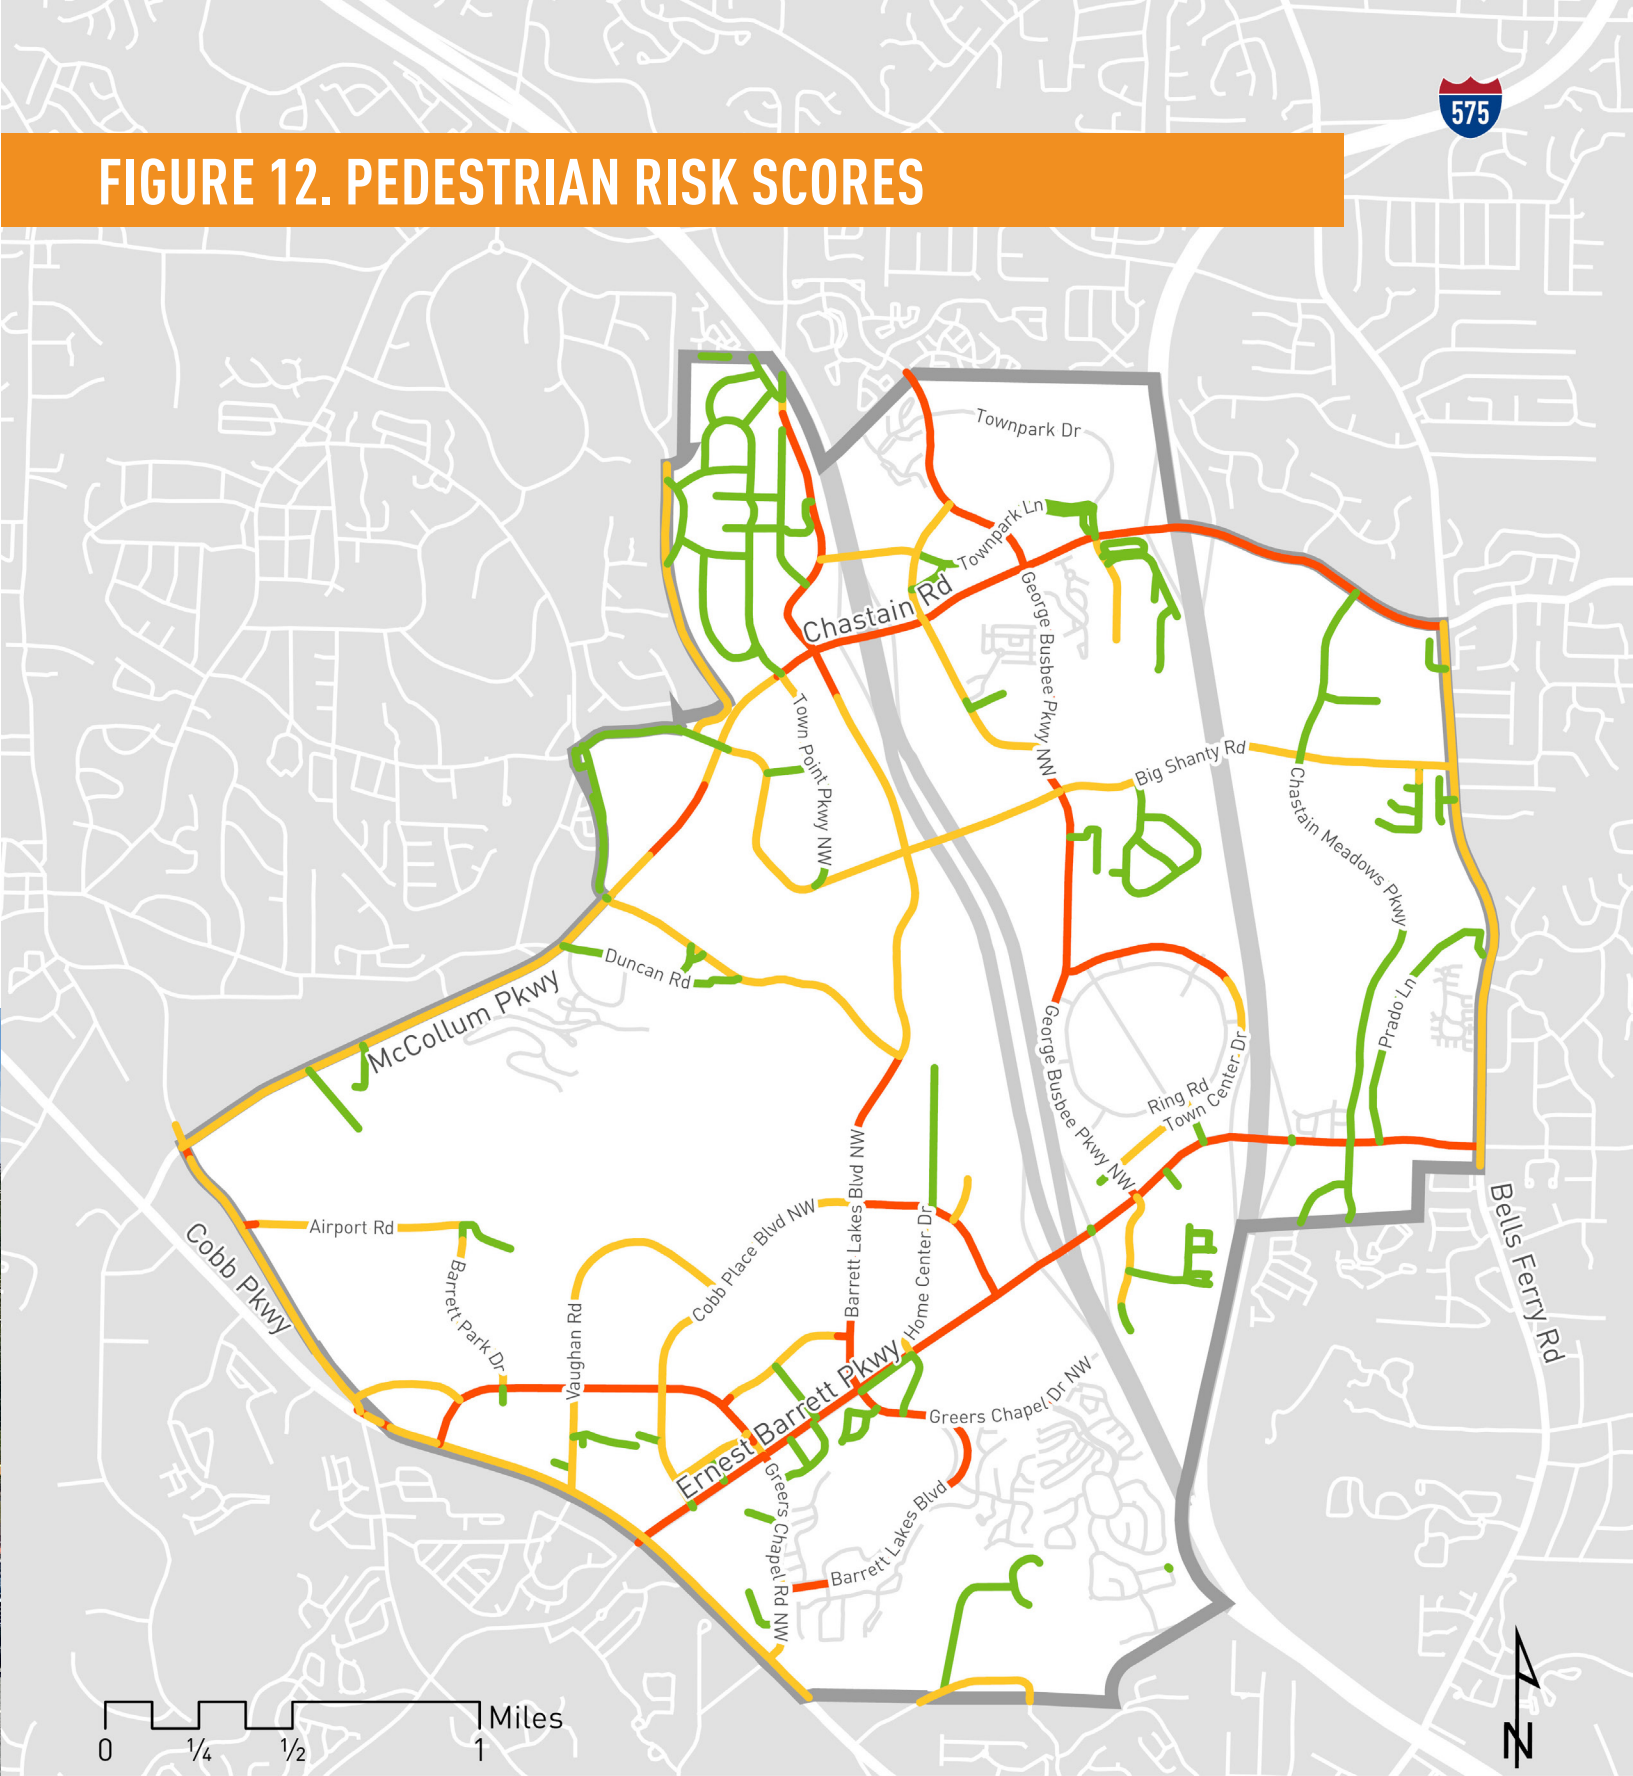 575
FIGURE 12. PEDESTRIAN RISK SCORES
Townpark Dr
Townpark Ln
Chastain Rd
George Busbee Pkwy NW
Town Point Pkwy NW
Big Shanty Rd
Chastain Meadows Pkwy
Duncan Rd
McCollum Pkwy
Prado Ln
George Busbee Pkwy NW
Ring Rd
Town Center Dr
Barrett Lakes Blvd NW
Cobb Place Blvd NW
Home Center Dr
Airport Rd
Cobb Pkwy
Barrett Park Dr
Vaughan Rd
Bells Ferry Rd
Ernest Barrett Pkwy
Greers Chapel Dr NW
Greers Chapel Rd NW
Barrett Lakes Blvd
Barrett Lakes Blvd
Miles
0 1/4 1/2 1
N